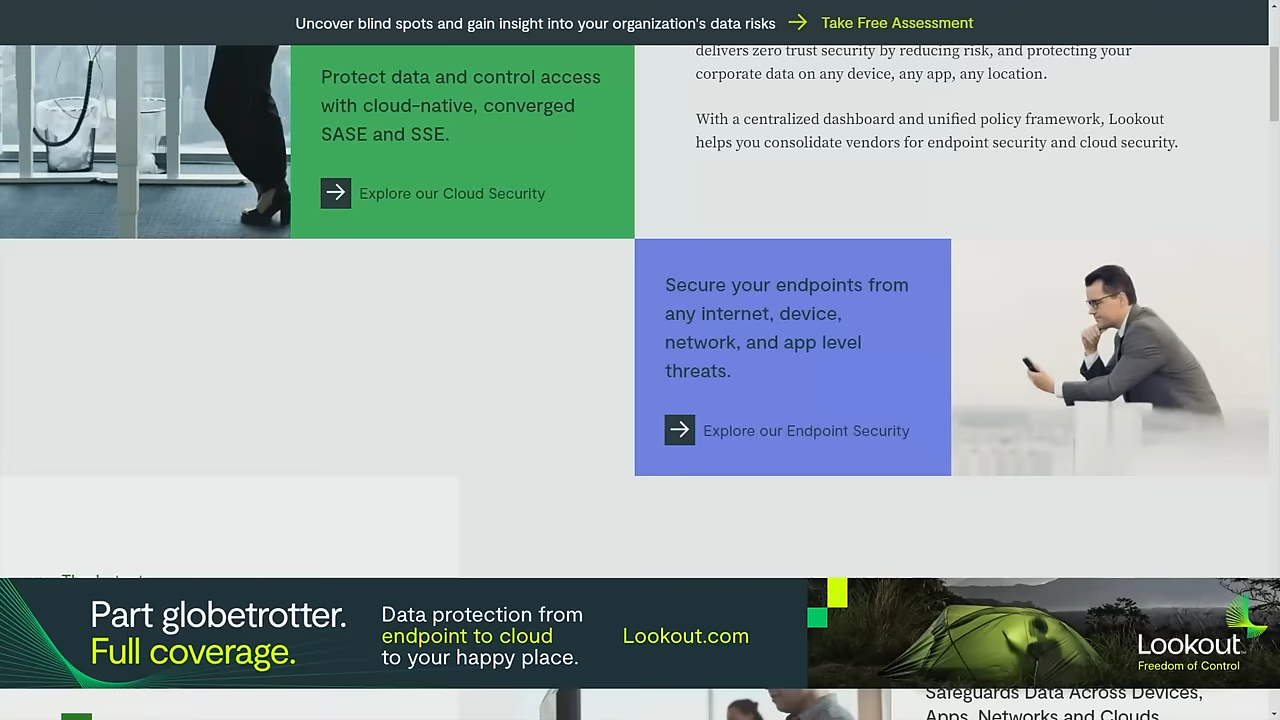 Uncover blind spots and gain insight into your organization's data risks Take Free Assessment
delivers zero trust security by reducing risk, and protecting your
corporate data on any device, any app, any location.
Protect data and control access
with cloud-native, converged
SASE and SSE.
Explore our Cloud Security
With a centralized dashboard and unified policy framework, Lookout
helps you consolidate vendors for endpoint security and cloud security.
Secure your endpoints from
any internet, device,
network, and app level
threats.
Explore our Endpoint Security
Part globetrotter.
Full coverage.
Data protection from
endpoint to cloud
to your happy place.
Lookout.com
Lookout
Freedom of Control
Safeguards Data Across Devices,
Apps, Networks and Clouds